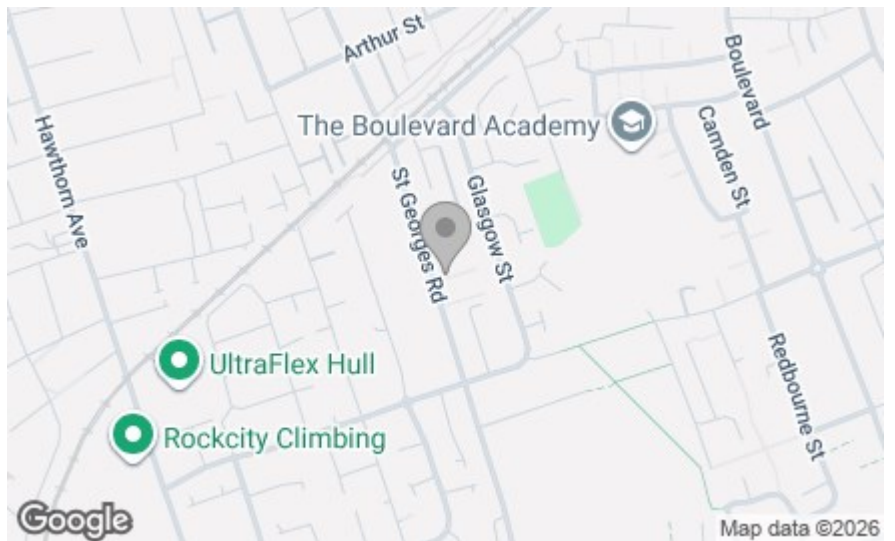 Arthur St
Boulevard
The Boulevard Academy
Camden St
Hawthorn Ave
St Georges Rd
Glasgow St
UltraFlex Hull
Redbourne St
Rockcity Climbing
Google
Map data ©2026